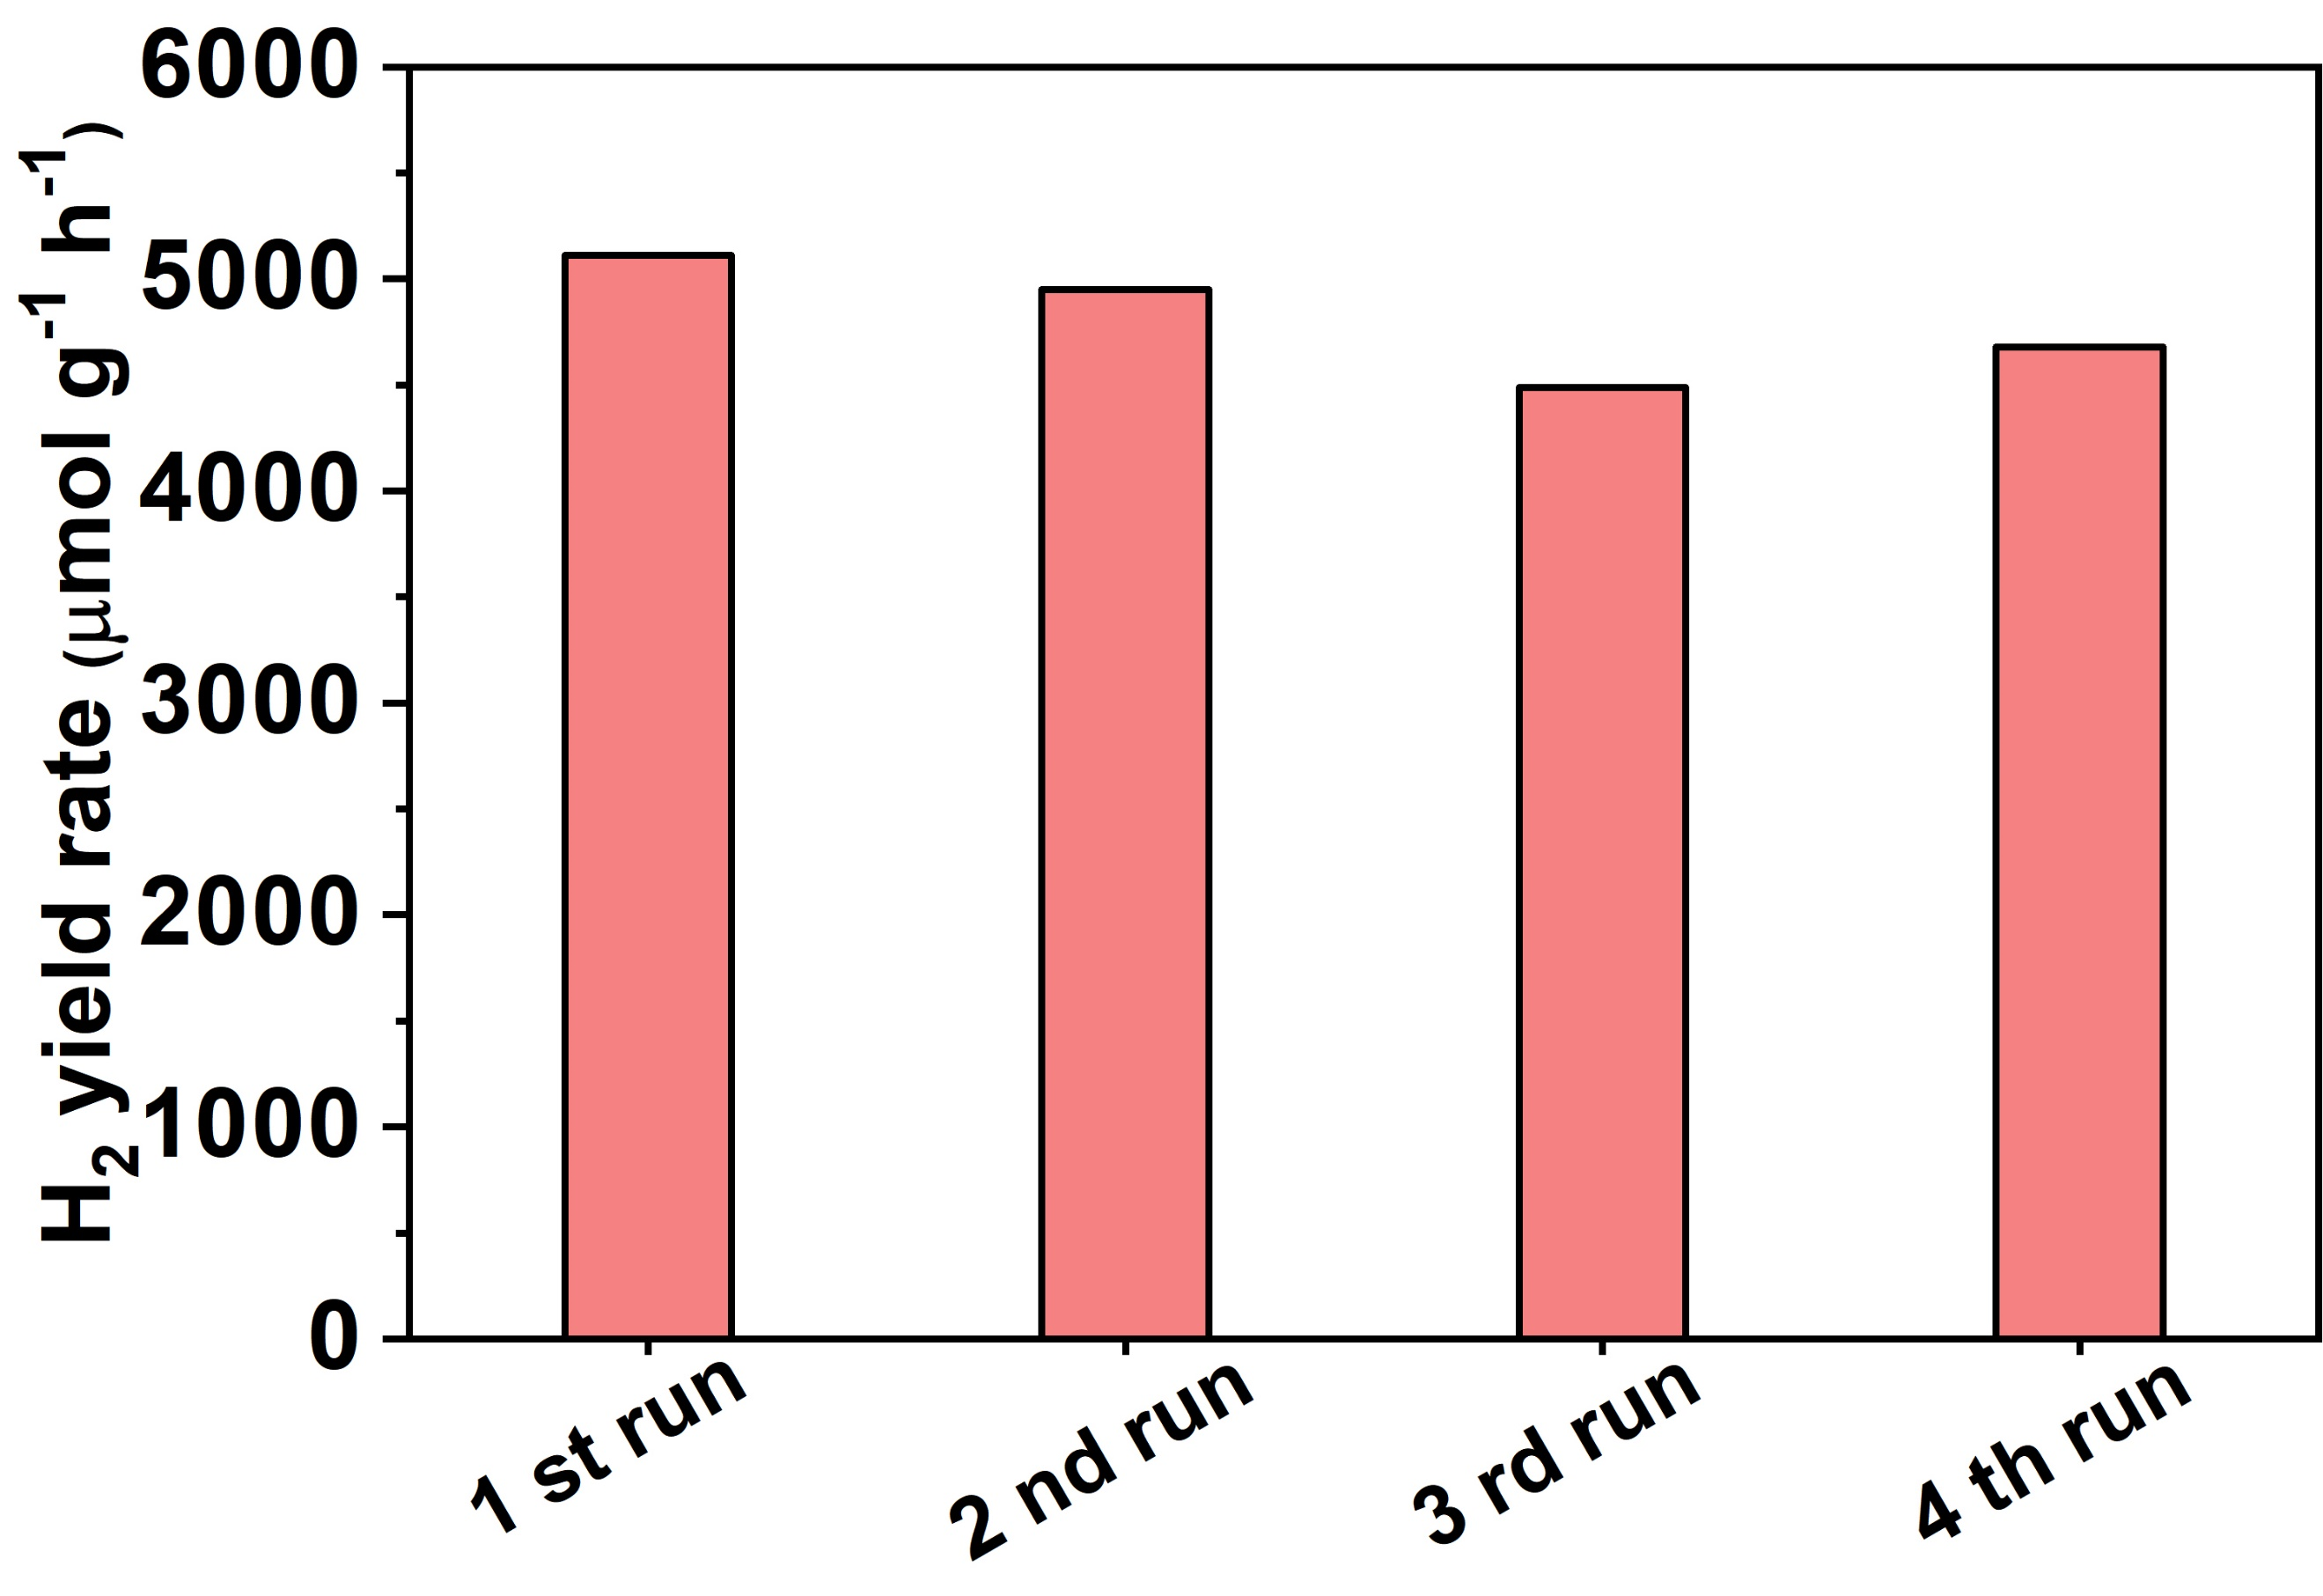 H₂ yield rate (μmol g⁻¹ h⁻¹)
6000
5000
4000
3000
2000
1000
0
1 st run
2 nd run
3 rd run
4 th run